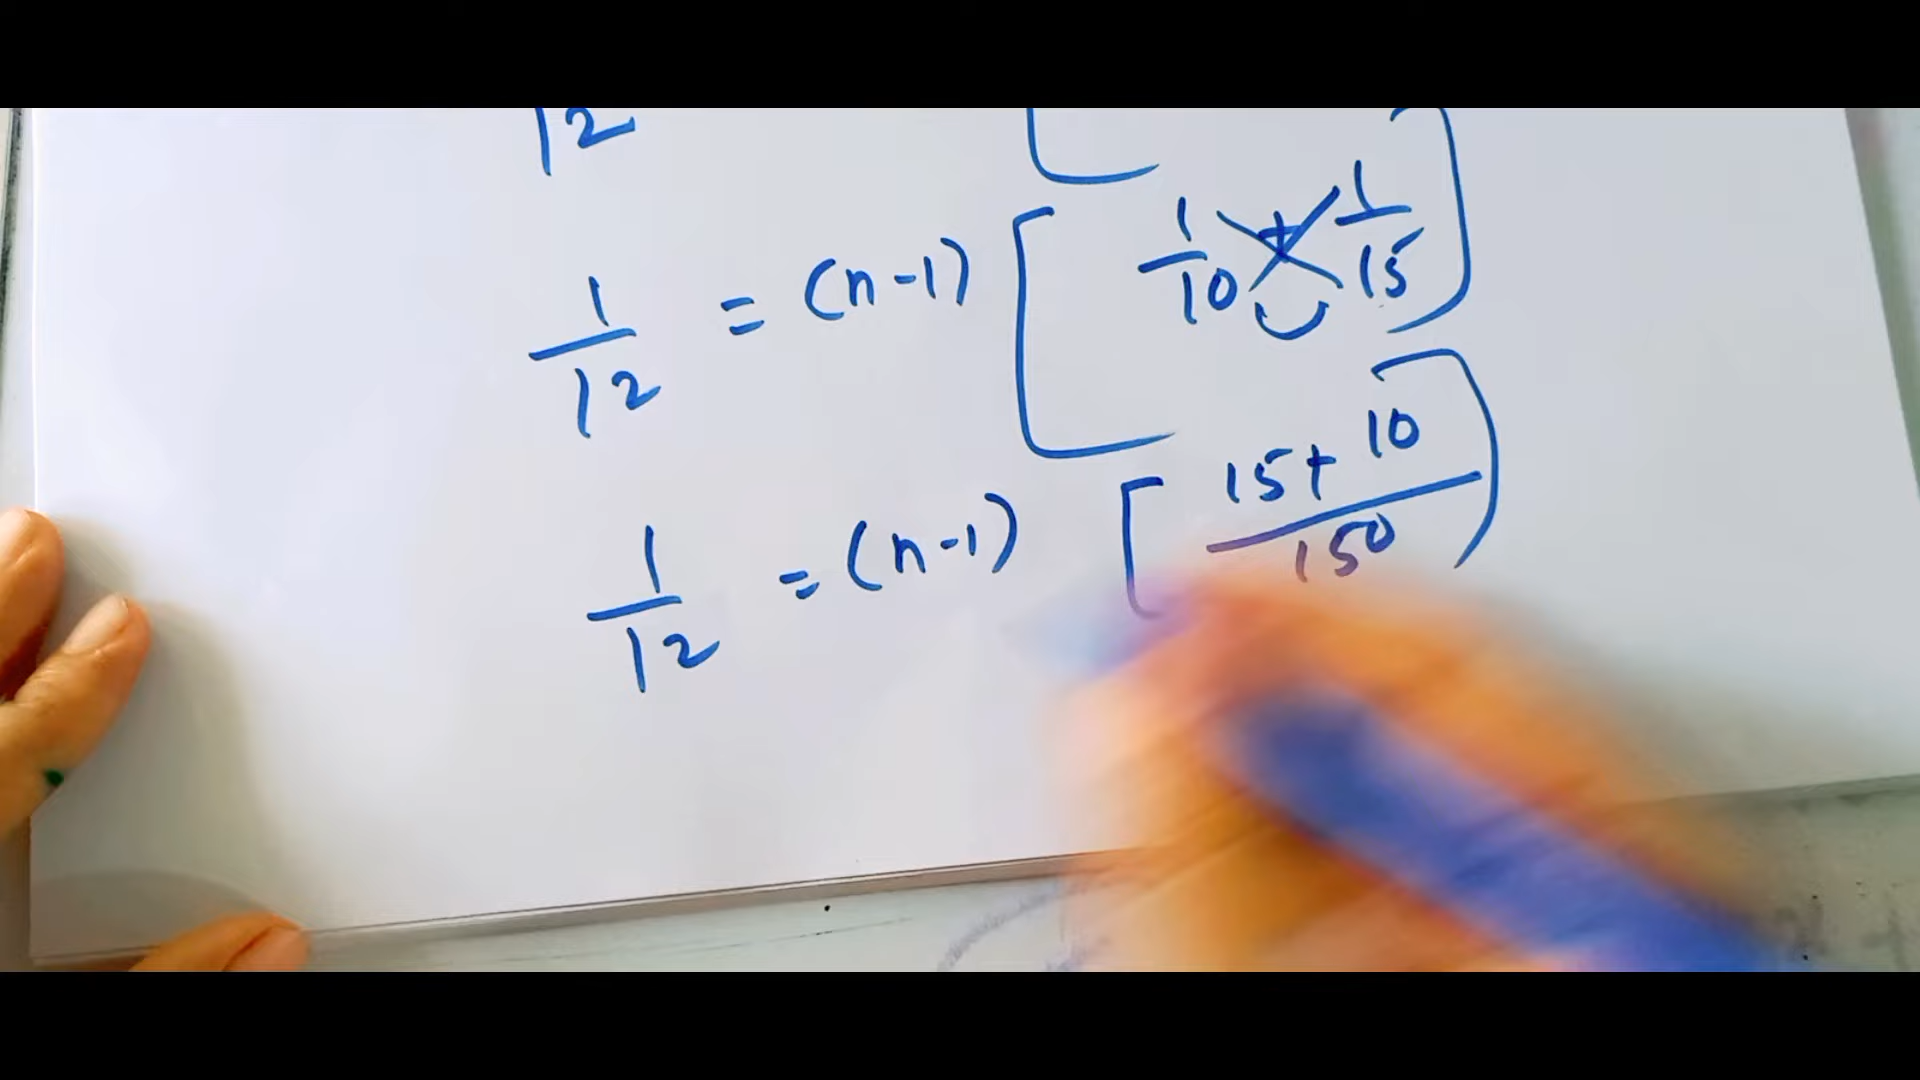 12
1/12 = (n-1) [1/10 + 1/15]
1/12 = (n-1) [15+10/150]